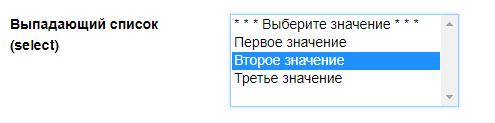 Выпадающий список
(select)
* * * Выберите значение * * *
Первое значение
Второе значение
Третье значение